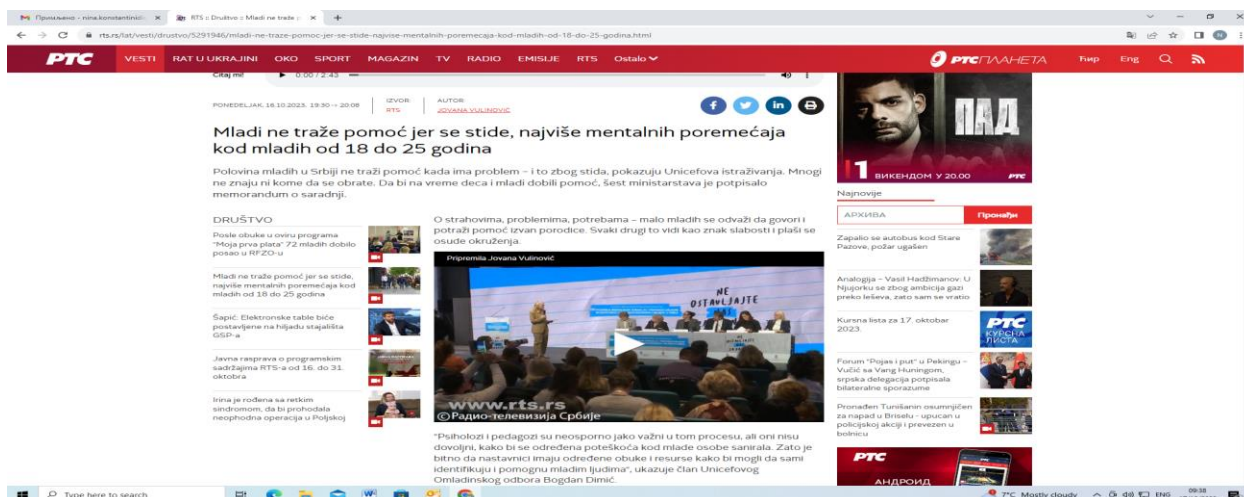 RTS :: Društvo :: Mladi ne traže p
rts.rs/lat/vesti/drustvo/5291946/mladi-ne-traze-pomoc-jer-se-stide-najvise-mentalnih-poremecaja-kod-mladih-od-18-do-25-godina.html
РТС VESTI RAT U UKRAJINI OKO SPORT MAGAZIN TV RADIO EMISIJE RTS Ostalo
РТС ПЛАНЕТА Ћир Eng
Čitaj mi!
0:00 / 2:43
PONEDELJAK, 16.10.2023, 19:30 -> 20:08
IZVOR:
RTS
AUTOR:
JOVANA VULINOVIĆ
Mladi ne traže pomoć jer se stide, najviše mentalnih poremećaja
kod mladih od 18 do 25 godina
Polovina mladih u Srbiji ne traži pomoć kada ima problem – i to zbog stida, pokazuju Unicefova istraživanja. Mnogi
ne znaju ni kome da se obrate. Da bi na vreme deca i mladi dobili pomoć, šest ministarstava je potpisalo
memorandum o saradnji.
DRUŠTVO
Posle obuke u oviru programa
"Moja prva plata" 72 mladih dobilo
posao u RFZO-u
Mladi ne traže pomoć jer se stide,
najviše mentalnih poremećaja kod
mladih od 18 do 25 godina
Šapić: Elektronske table biće
postavljene na hiljadu stajališta
GSP-a
Javna rasprava o programskim
sadržajima RTS-a od 16. do 31.
oktobra
Irina je rođena sa retkim
sindromom, da bi prohodala
neophodna operacija u Poljskoj
O strahovima, problemima, potrebama – malo mladih se odvaži da govori i
potraži pomoć izvan porodice. Svaki drugi to vidi kao znak slabosti i plaši se
osude okruženja.
Pripremila Jovana Vulinović
NE
OSTAVLJAJTE
www.rts.rs
©Радио-телевизија Србије
"Psiholozi i pedagozi su neosporno jako važni u tom procesu, ali oni nisu
dovoljni, kako bi se određena poteškoća kod mlade osobe sanirala. Zato je
bitno da nastavnici imaju određene obuke i resurse kako bi mogli da sami
identifikuju i pomognu mladim ljudima", ukazuje član Unicefovog
Omladinskog odbora Bogdan Dimić.
ПАД
1
ВИКЕНДОМ У 20.00
РТС
Najnovije
АРХИВА
Пронађи
Zapalio se autobus kod Stare
Pazove, požar ugašen
Analogija – Vasil Hadžimanov: U
Njujorku se zbog ambicija gazi
preko leševa, zato sam se vratio
Kursna lista za 17. oktobar
2023.
РТС
КУРСНА
ЛИСТА
Forum "Pojas i put" u Pekingu –
Vučić sa Vang Huningom,
srpska delegacija potpisala
bilateralne sporazume
Pronađen Tunišanin osumnjičen
za napad u Briselu - upucan u
policijskoj akciji i prevezen u
bolnicu
РТС
АНДРОИД
Type here to search
7°C Mostly cloudy
ENG
09:38